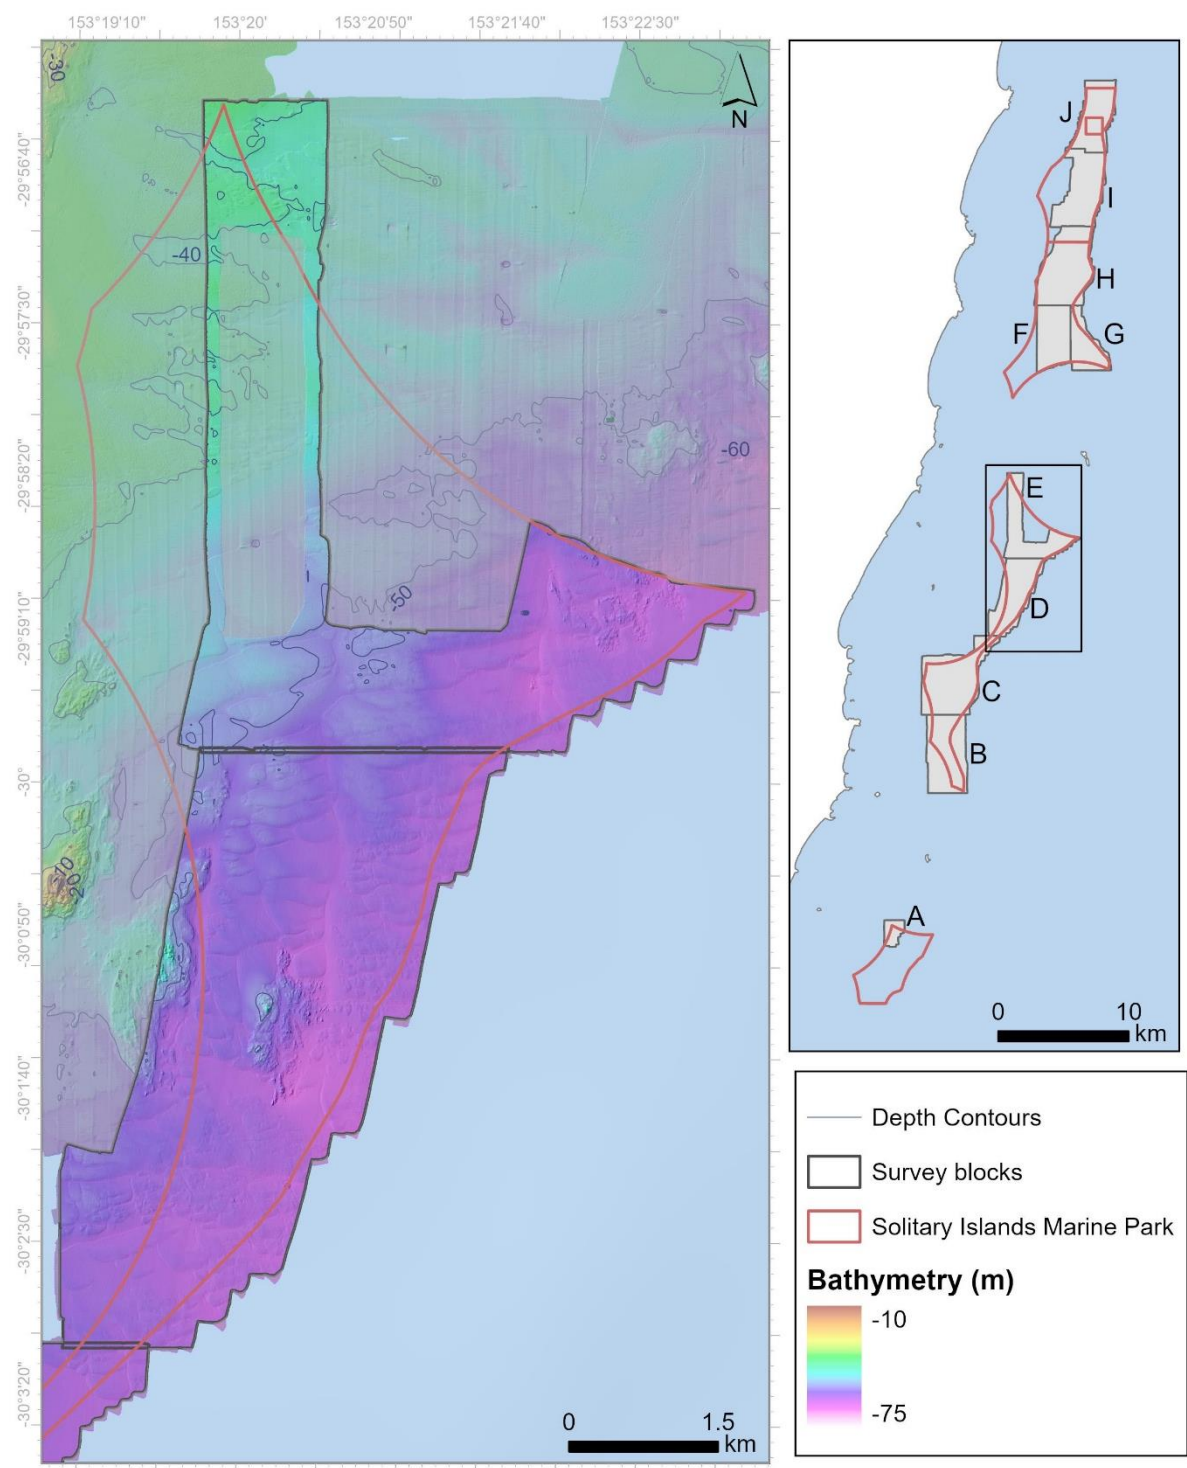 153°19'10" 153°20' 153°20'50" 153°21'40" 153°22'30"
-29°56'40"
-29°57'30"
-29°58'20"
-29°59'10"
-30°
-30°0'50"
-30°1'40"
-30°2'30"
-30°3'20"
-30
N
-40
-60
-50
-10
20
0 1.5
km
J
I
H
F G
E
D
C
B
A
0 10
km
Depth Contours
Survey blocks
Solitary Islands Marine Park
Bathymetry (m)
-10
-75